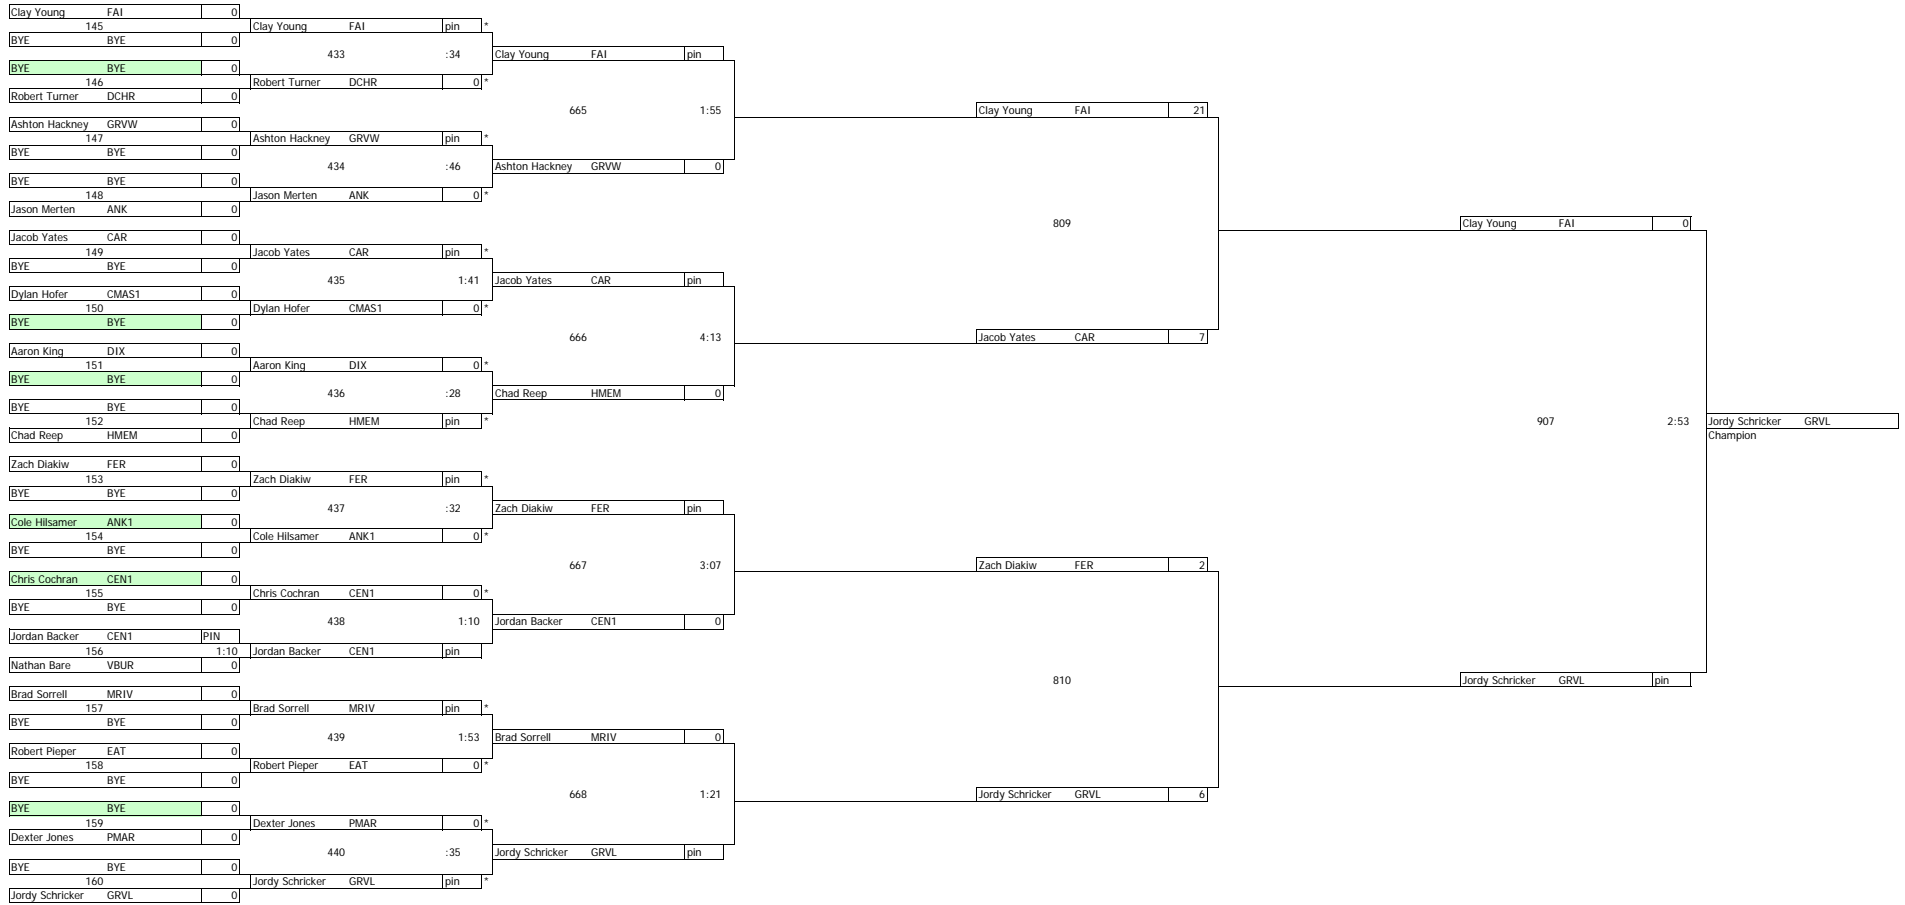 Clay Young FAI 0
145
BYE BYE 0
BYE BYE 0
146
Robert Turner DCHR 0
Ashton Hackney GRVW 0
147
BYE BYE 0
BYE BYE 0
148
Jason Merten ANK 0
Jacob Yates CAR 0
149
BYE BYE 0
Dylan Hofer CMAS1 0
150
BYE BYE 0
Aaron King DIX 0
151
BYE BYE 0
BYE BYE 0
152
Chad Reep HMEM 0
Zach Diakiw FER 0
153
BYE BYE 0
Cole Hilsamer ANK1 0
154
BYE BYE 0
Chris Cochran CEN1 0
155
BYE BYE 0
Jordan Backer CEN1 PIN
156 1:10
Nathan Bare VBUR 0
Brad Sorrell MRIV 0
157
BYE BYE 0
Robert Pieper EAT 0
158
BYE BYE 0
BYE BYE 0
159
Dexter Jones PMAR 0
BYE BYE 0
160
Jordy Schricker GRVL 0
Clay Young FAI pin *
433 :34
Robert Turner DCHR 0 *
Ashton Hackney GRVW pin *
434 :46
Jason Merten ANK 0 *
Jacob Yates CAR pin *
435 1:41
Dylan Hofer CMAS1 0 *
Aaron King DIX 0 *
436 :28
Chad Reep HMEM pin *
Zach Diakiw FER pin *
437 :32
Cole Hilsamer ANK1 0 *
Chris Cochran CEN1 0 *
438 1:10
Jordan Backer CEN1 pin
Brad Sorrell MRIV pin *
439 1:53
Robert Pieper EAT 0 *
Dexter Jones PMAR 0 *
440 :35
Jordy Schricker GRVL pin *
Clay Young FAI pin
665 1:55
Ashton Hackney GRVW 0
Jacob Yates CAR pin
666 4:13
Chad Reep HMEM 0
Zach Diakiw FER pin
667 3:07
Jordan Backer CEN1 0
Brad Sorrell MRIV 0
668 1:21
Jordy Schricker GRVL pin
Clay Young FAI 21
809
Jacob Yates CAR 7
Zach Diakiw FER 2
810
Jordy Schricker GRVL 6
Clay Young FAI 0
907 2:53
Jordy Schricker GRVL pin
Jordy Schricker GRVL
Champion